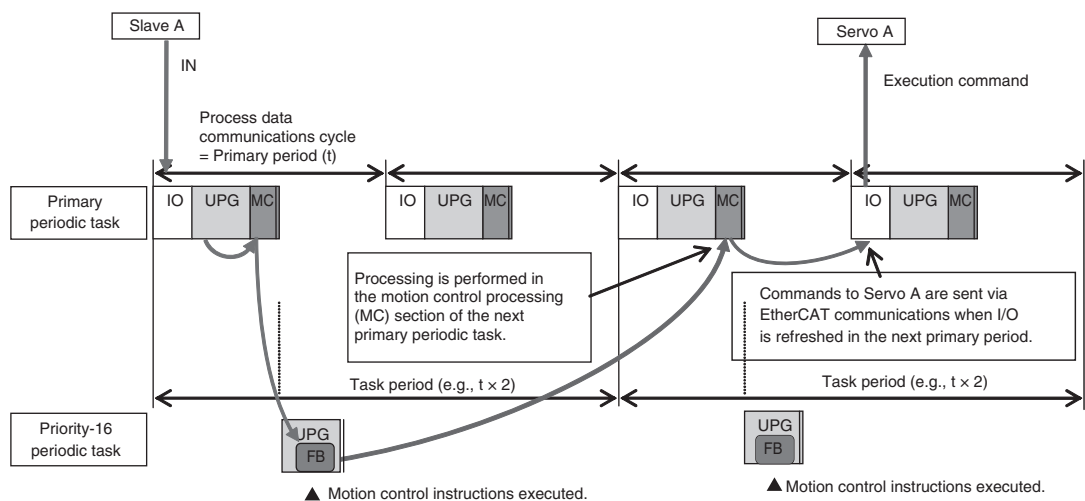 Slave A
Servo A
IN
Execution command
Process data
communications cycle
= Primary period (t)
Primary
periodic task
IO UPG MC
IO UPG MC
IO UPG MC
IO UPG MC
Processing is performed in
the motion control processing
(MC) section of the next
primary periodic task.
Commands to Servo A are sent via
EtherCAT communications when I/O
is refreshed in the next primary period.
Task period (e.g., t × 2)
Task period (e.g., t × 2)
Priority-16
periodic task
UPG
FB
UPG
FB
▲ Motion control instructions executed.
▲ Motion control instructions executed.